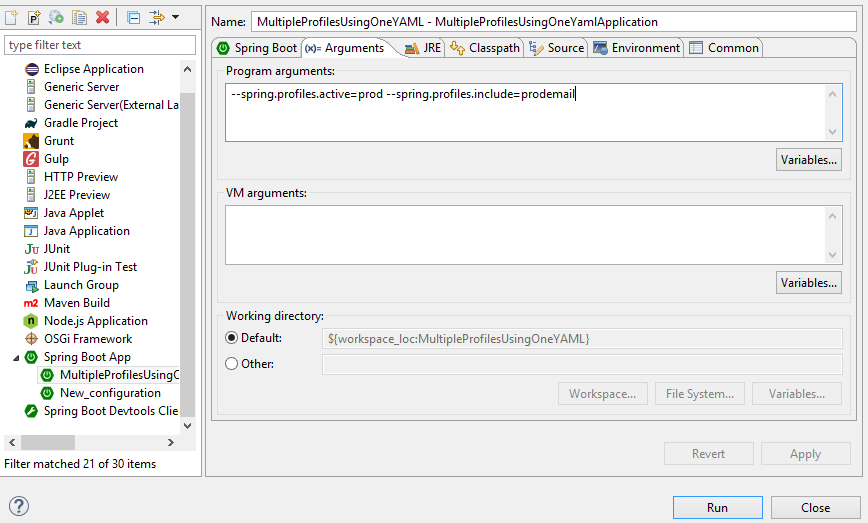 Name: MultipleProfilesUsingOneYAML - MultipleProfilesUsingOneYamlApplication
type filter text
Eclipse Application
Generic Server
Generic Server(External La
Gradle Project
Grunt
Gulp
HTTP Preview
J2EE Preview
Java Applet
Java Application
JUnit
JUnit Plug-in Test
Launch Group
Maven Build
Node.js Application
OSGi Framework
Spring Boot App
MultipleProfilesUsingC
New_configuration
Spring Boot Devtools Clie
Filter matched 21 of 30 items
Spring Boot (x)= Arguments JRE Classpath Source Environment Common
Program arguments:
--spring.profiles.active=prod --spring.profiles.include=prodemail
Variables...
VM arguments:
Variables...
Working directory:
Default: ${workspace_loc:MultipleProfilesUsingOneYAML}
Other:
Workspace... File System... Variables...
Revert Apply
? Run Close